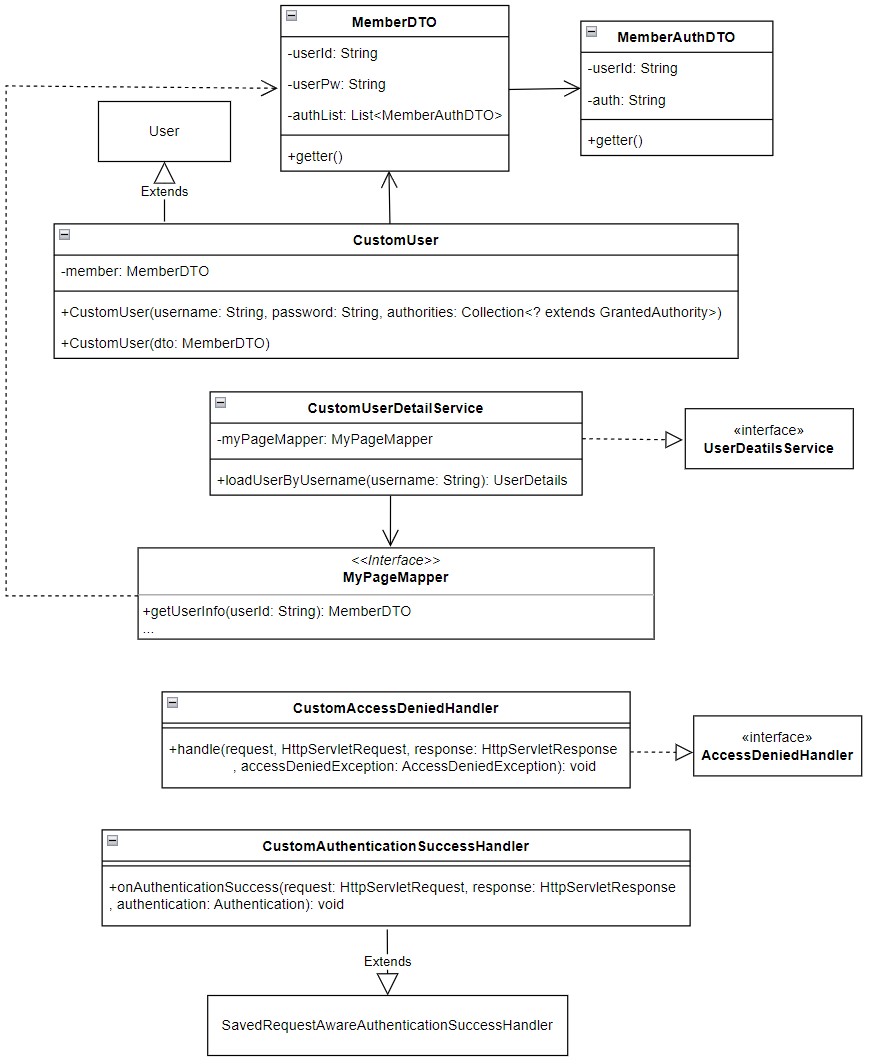 MemberDTO
-userId: String
-userPw: String
-authList: List<MemberAuthDTO>
+getter()
MemberAuthDTO
-userId: String
-auth: String
+getter()
User
Extends
CustomUser
-member: MemberDTO
+CustomUser(username: String, password: String, authorities: Collection<? extends GrantedAuthority>)
+CustomUser(dto: MemberDTO)
CustomUserDetailService
-myPageMapper: MyPageMapper
+loadUserByUsername(username: String): UserDetails
«interface»
UserDeatilsService
<<Interface>>
MyPageMapper
+getUserInfo(userId: String): MemberDTO
...
CustomAccessDeniedHandler
+handle(request, HttpServletRequest, response: HttpServletResponse
, accessDeniedException: AccessDeniedException): void
«interface»
AccessDeniedHandler
CustomAuthenticationSuccessHandler
+onAuthenticationSuccess(request: HttpServletRequest, response: HttpServletResponse
, authentication: Authentication): void
Extends
SavedRequestAwareAuthenticationSuccessHandler